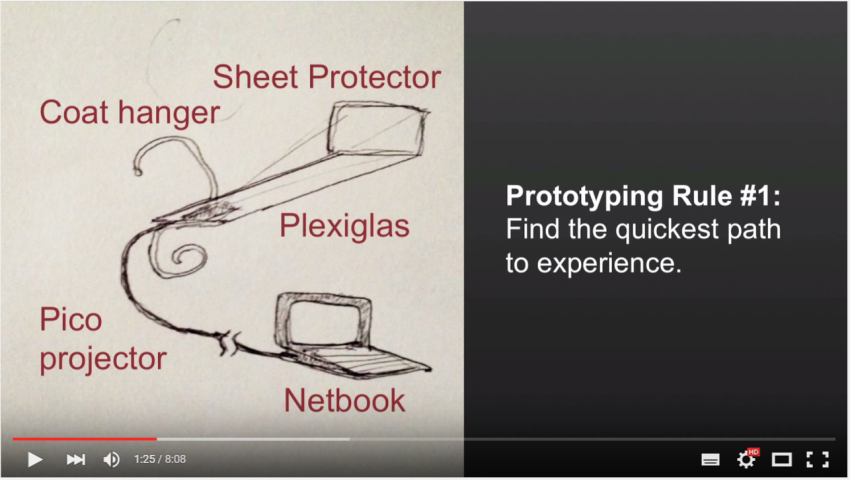 Sheet Protector
Coat hanger
Plexiglas
Pico
projector
Netbook
Prototyping Rule #1:
Find the quickest path
to experience.
1:25 / 8:08
HD